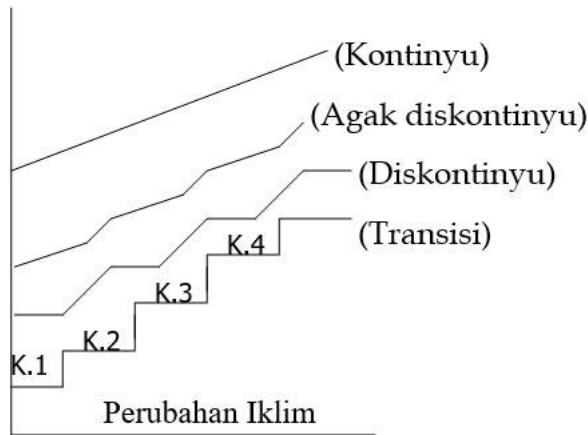 (Kontinyu)
(Agak diskontinyu)
(Diskontinyu)
(Transisi)
K.4
K.3
K.2
K.1
Perubahan Iklim